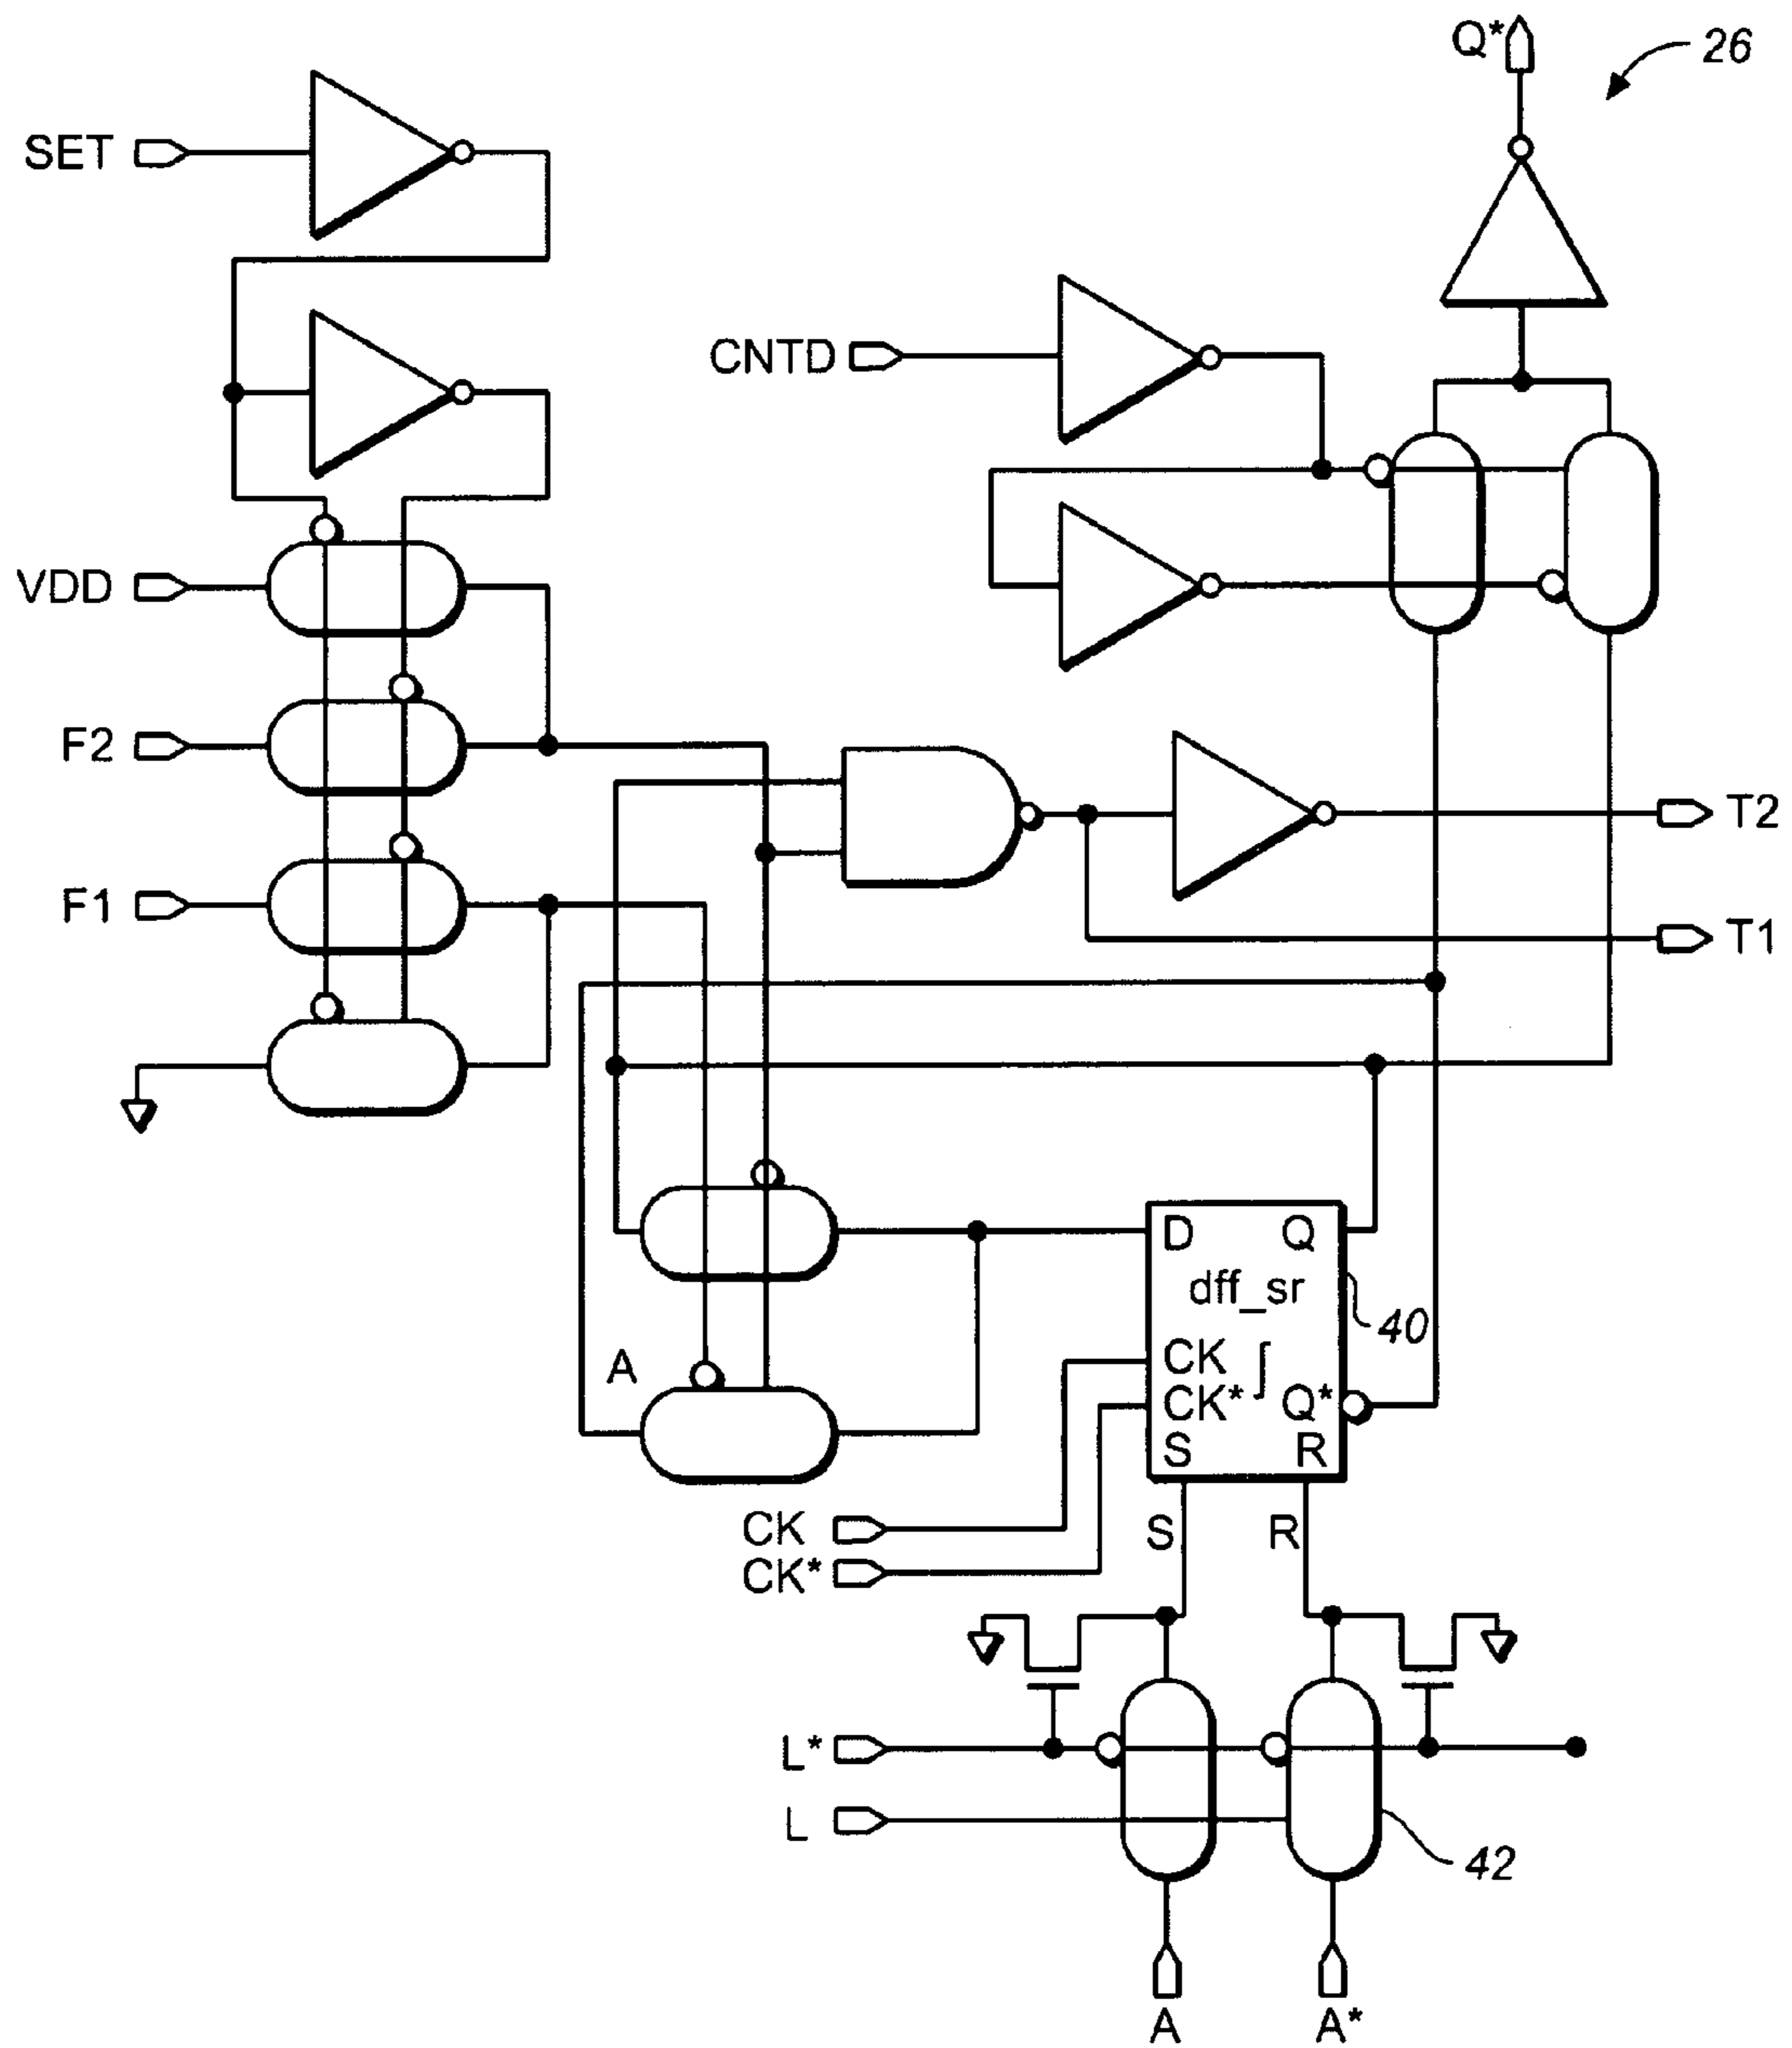 Q*
26
SET
CNTD
VDD
F2
T2
F1
T1
D Q
dff_sr
40
A
CK ∫
CK* Q*
S R
CK
S R
CK*
L*
L
42
A A*